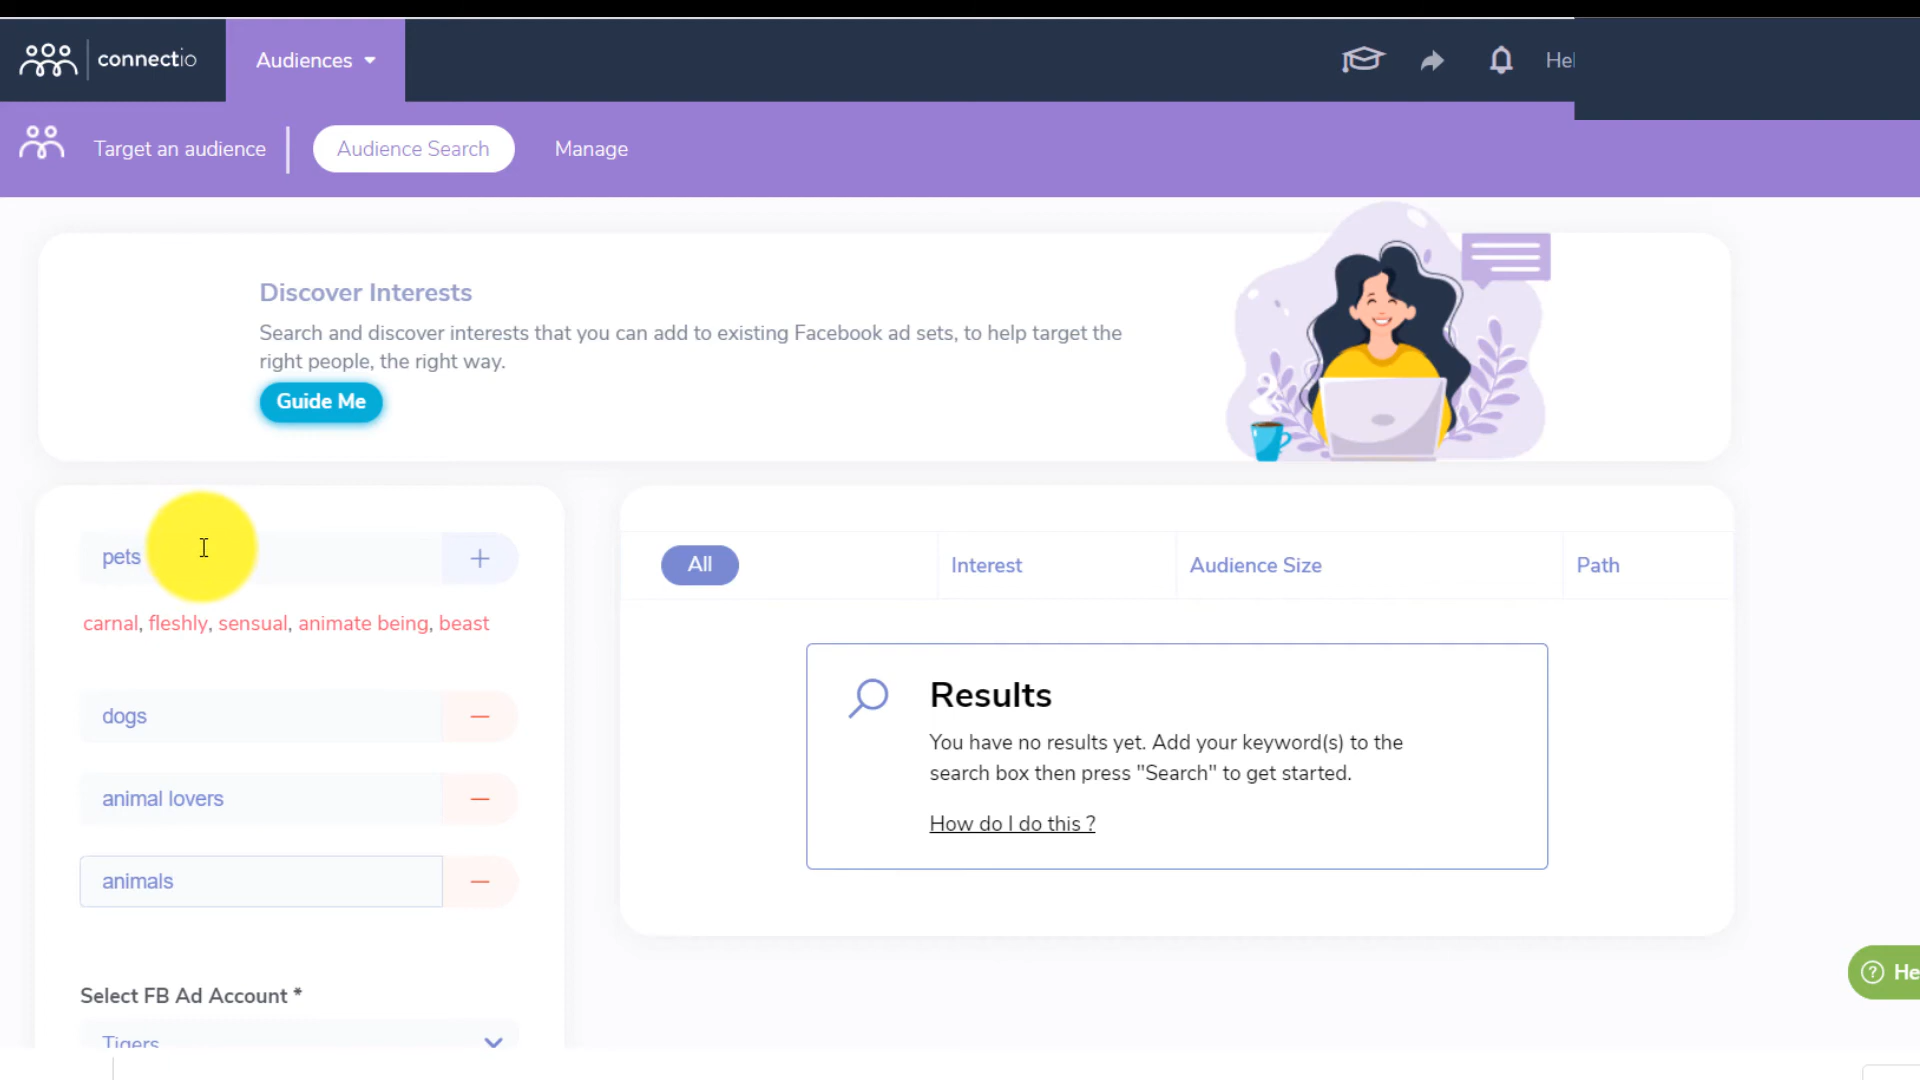 connectio
Audiences
Hel
Target an audience
Audience Search
Manage
Discover Interests
Search and discover interests that you can add to existing Facebook ad sets, to help target the
right people, the right way.
Guide Me
pets
+
carnal, fleshly, sensual, animate being, beast
dogs
animal lovers
animals
Select FB Ad Account *
Tigers
All
Interest
Audience Size
Path
Results
You have no results yet. Add your keyword(s) to the
search box then press "Search" to get started.
How do I do this ?
? He